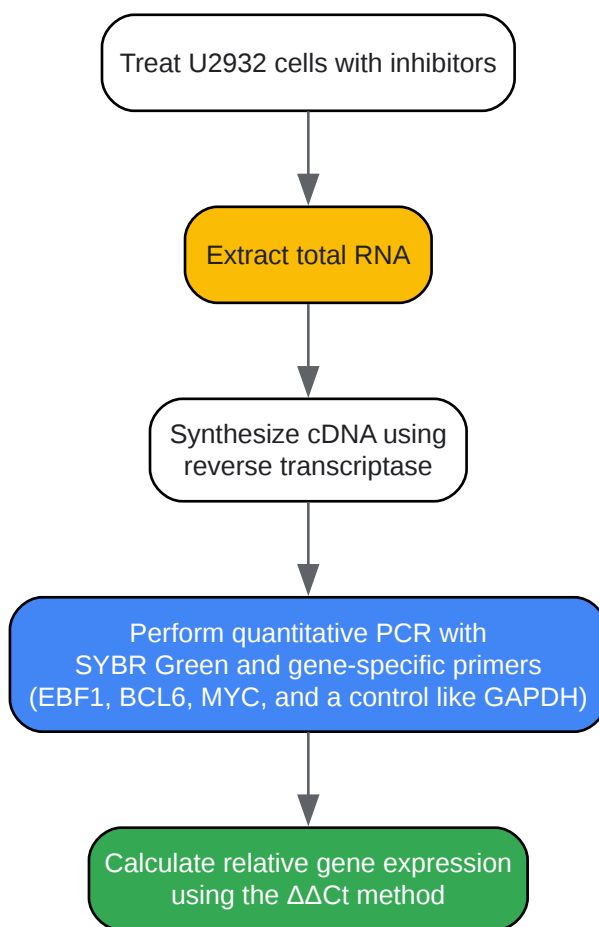 Treat U2932 cells with inhibitors
Extract total RNA
Synthesize cDNA using
reverse transcriptase
Perform quantitative PCR with
SYBR Green and gene-specific primers
(EBF1, BCL6, MYC, and a control like GAPDH)
Calculate relative gene expression
using the ΔΔCt method